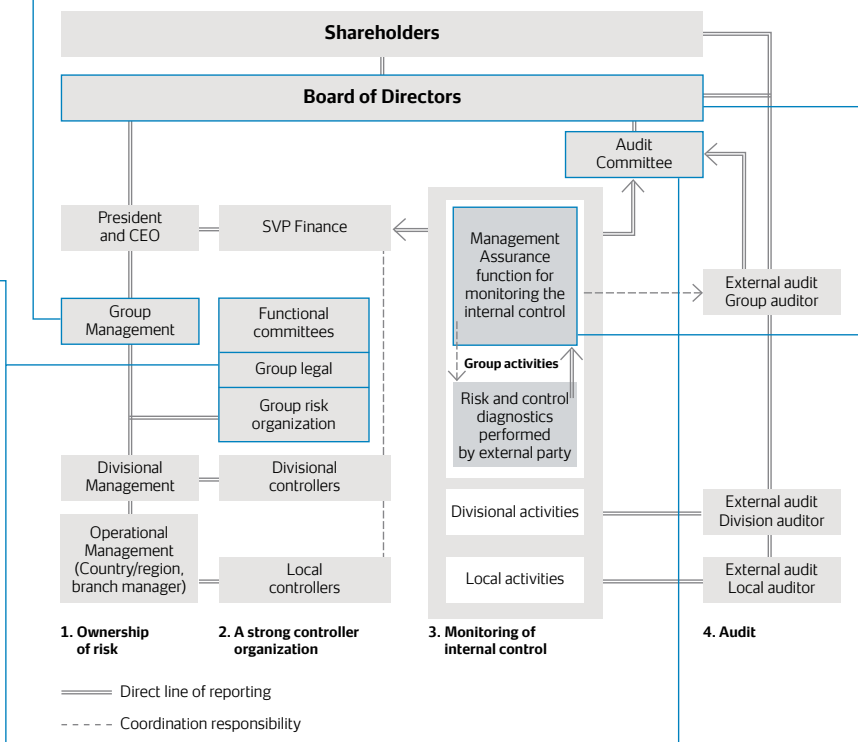 Shareholders
Board of Directors
Audit
Committee
President
and CEO
SVP Finance
Management
Assurance
function for
monitoring the
internal control
External audit
Group auditor
Group
Management
Functional
committees
Group legal
Group risk
organization
Group activities
Risk and control
diagnostics
performed
by external party
Divisional
Management
Divisional
controllers
Divisional activities
External audit
Division auditor
Operational
Management
(Country/region,
branch manager)
Local
controllers
Local activities
External audit
Local auditor
1. Ownership
of risk
2. A strong controller
organization
3. Monitoring of
internal control
4. Audit
Direct line of reporting
Coordination responsibility